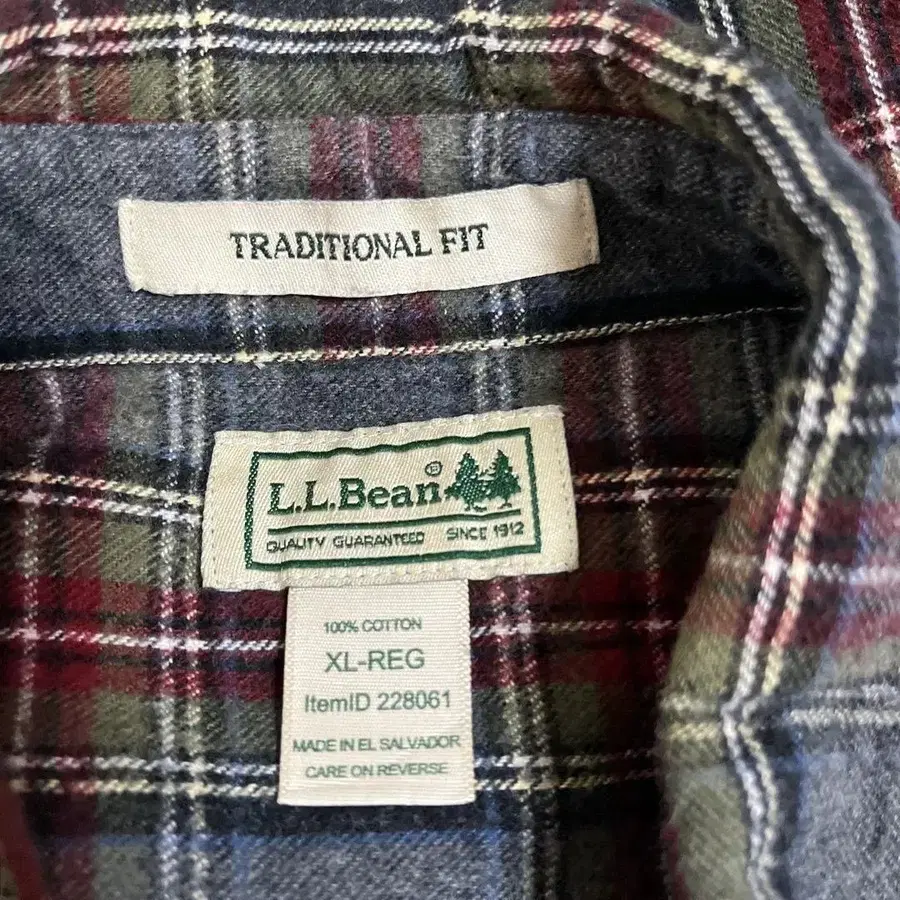 TRADITIONAL FIT
L.L.Bean®
QUALITY GUARANTEED SINCE 1912
100% COTTON
XL-REG
ItemID 228061
MADE IN EL SALVADOR
CARE ON REVERSE